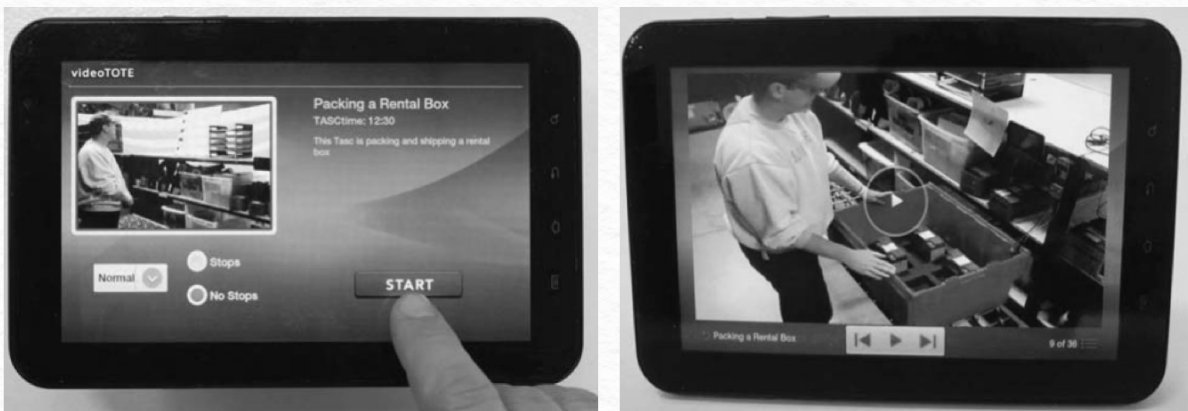 videoTOTE
Packing a Rental Box
TASCtime: 12:30
This Tasc is packing and shipping a rental
box
Normal
Stops
No Stops
START
Packing a Rental Box
9 of 36